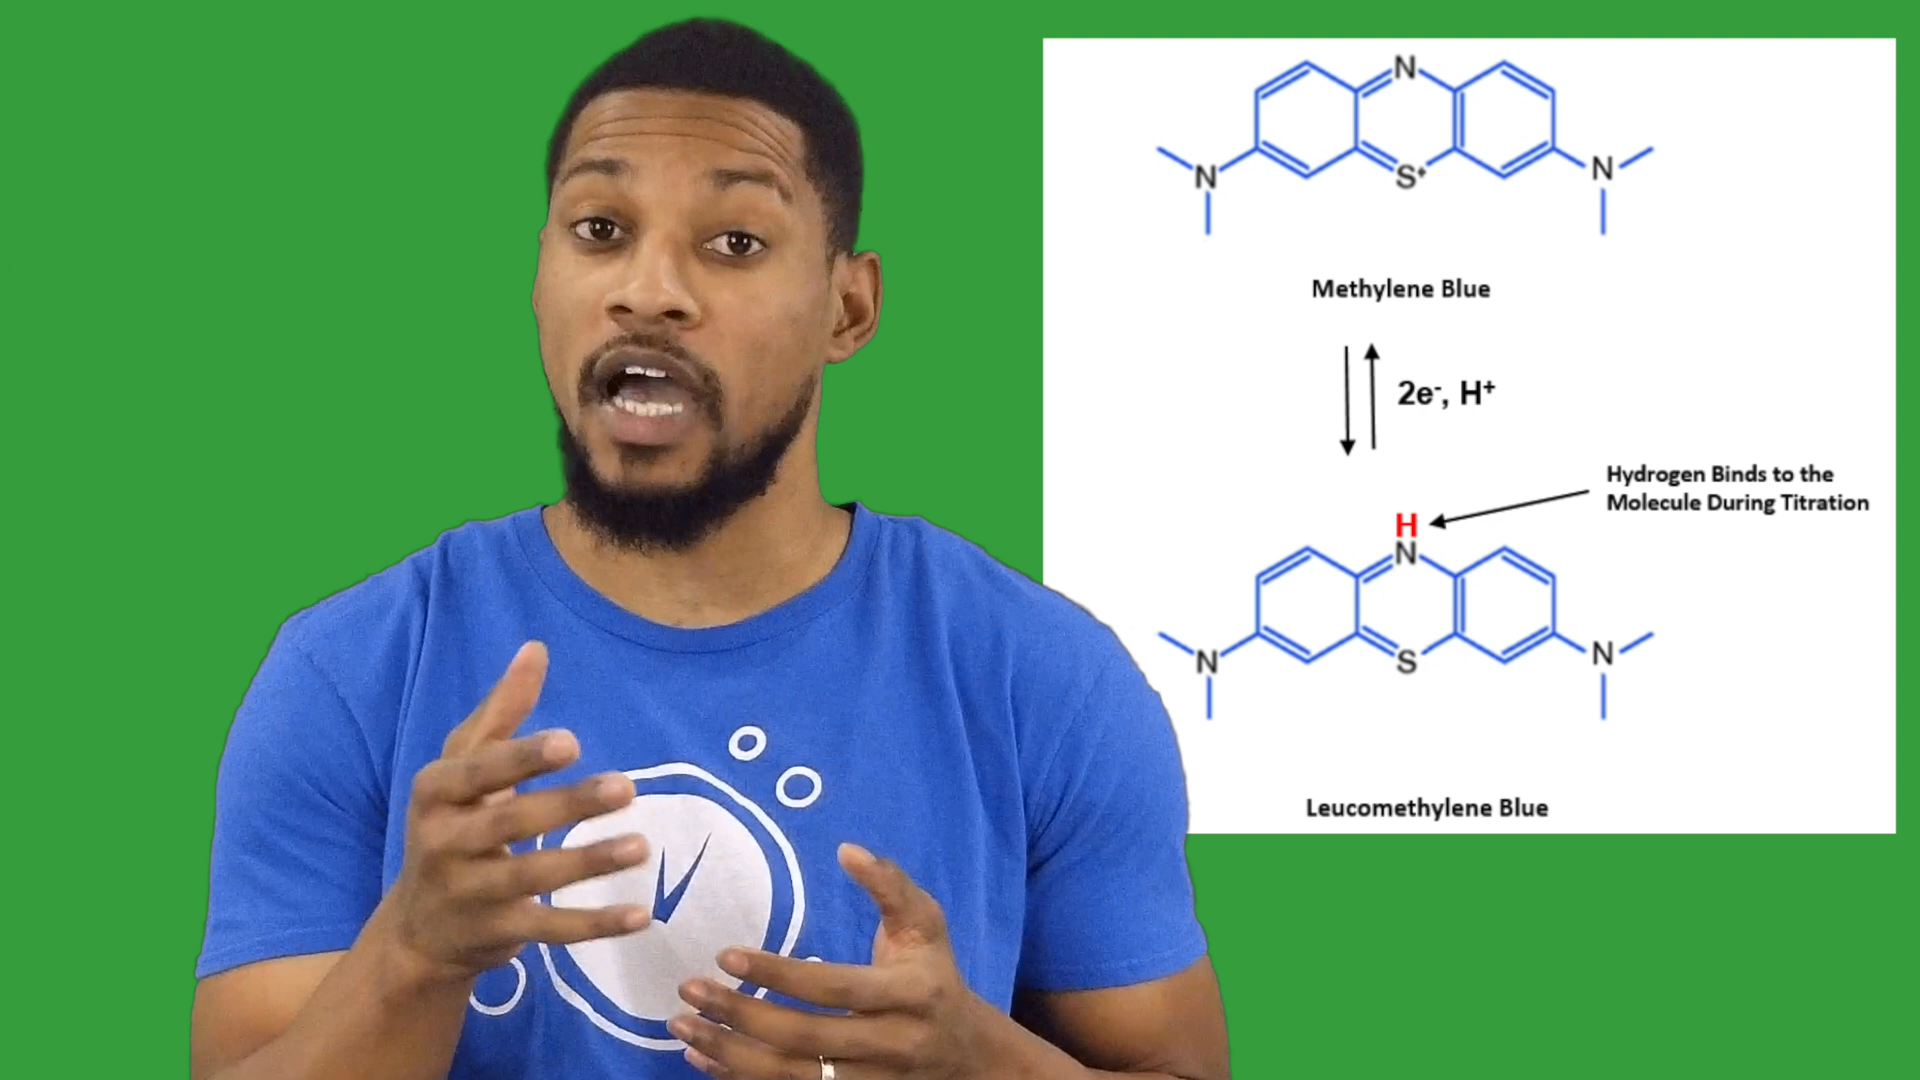 N
N
S+
N
Methylene Blue
2e-, H+
Hydrogen Binds to the
Molecule During Titration
H
N
N
S
N
Leucomethylene Blue